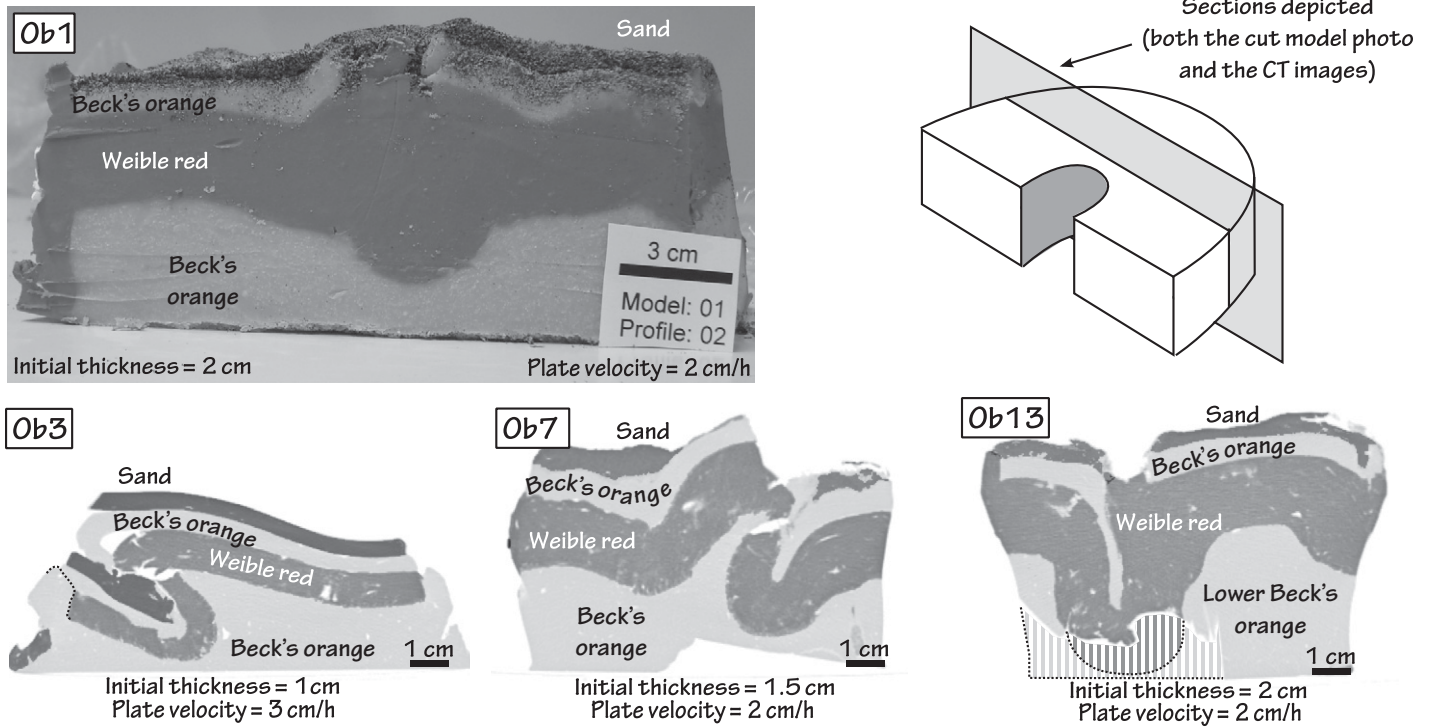 Ob1
Sand
Beck's orange
Weible red
Beck's
orange
3 cm
Model: 01
Profile: 02
Initial thickness = 2 cm
Plate velocity = 2 cm/h
Sections depicted
(both the cut model photo
and the CT images)
Ob3
Sand
Beck's orange
Weible red
Beck's orange
1 cm
Initial thickness = 1 cm
Plate velocity = 3 cm/h
Ob7
Sand
Beck's orange
Weible red
Beck's
orange
1 cm
Initial thickness = 1.5 cm
Plate velocity = 2 cm/h
Ob13
Sand
Beck's orange
Weible red
Lower Beck's
orange
1 cm
Initial thickness = 2 cm
Plate velocity = 2 cm/h